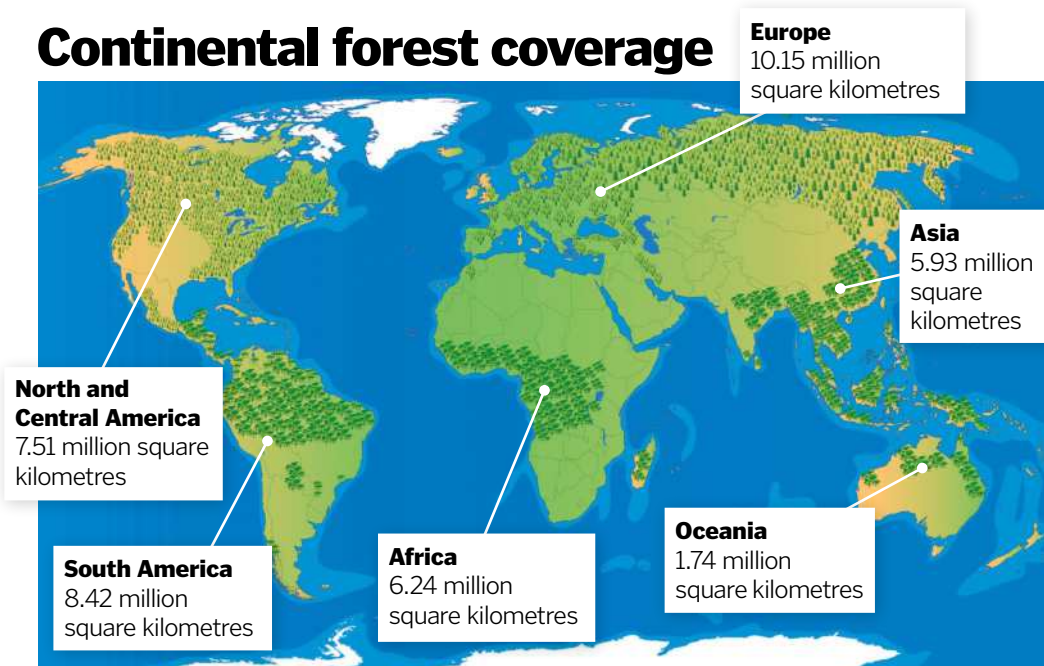 Continental forest coverage
Europe
10.15 million
square kilometres
Asia
5.93 million
square
kilometres
North and
Central America
7.51 million square
kilometres
South America
8.42 million
square kilometres
Africa
6.24 million
square kilometres
Oceania
1.74 million
square kilometres